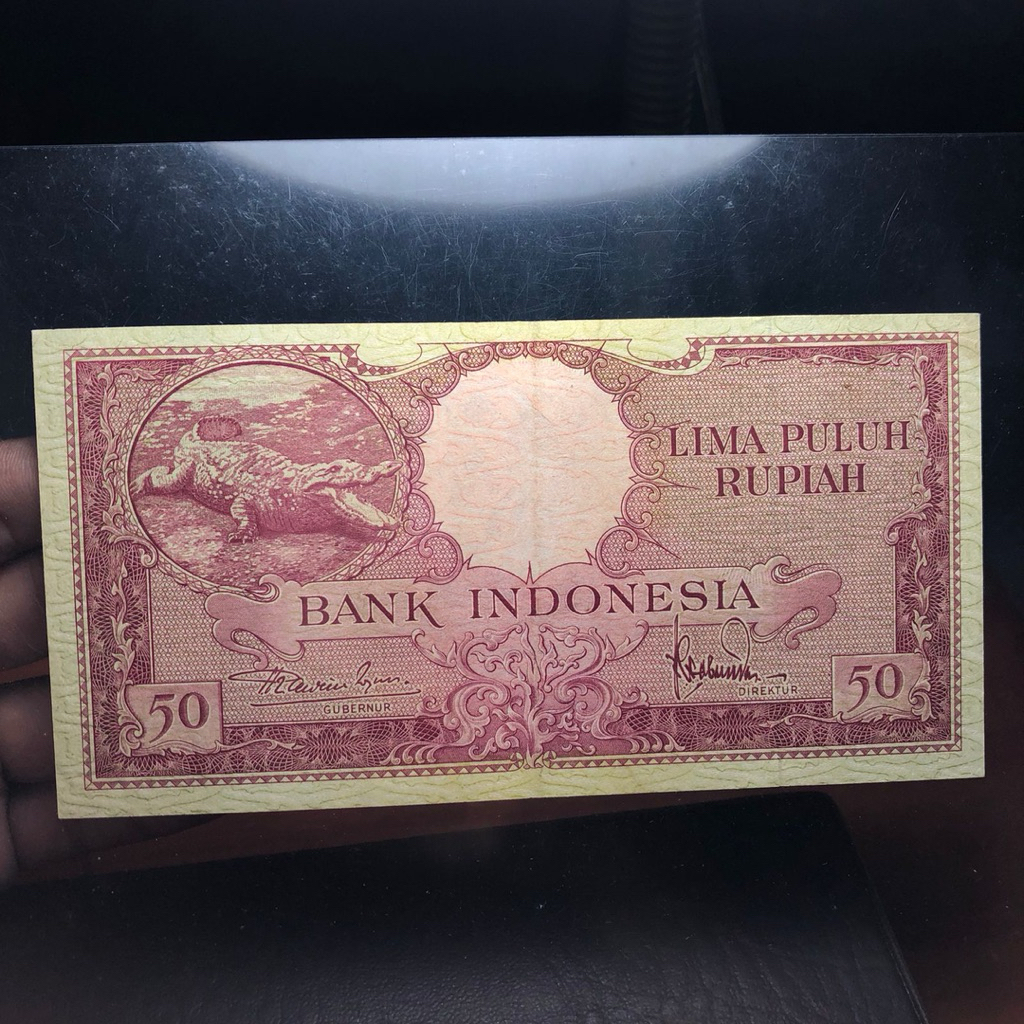 LIMA PULUH
RUPIAH
BANK INDONESIA
GUBERNUR
DIREKTUR
50
50